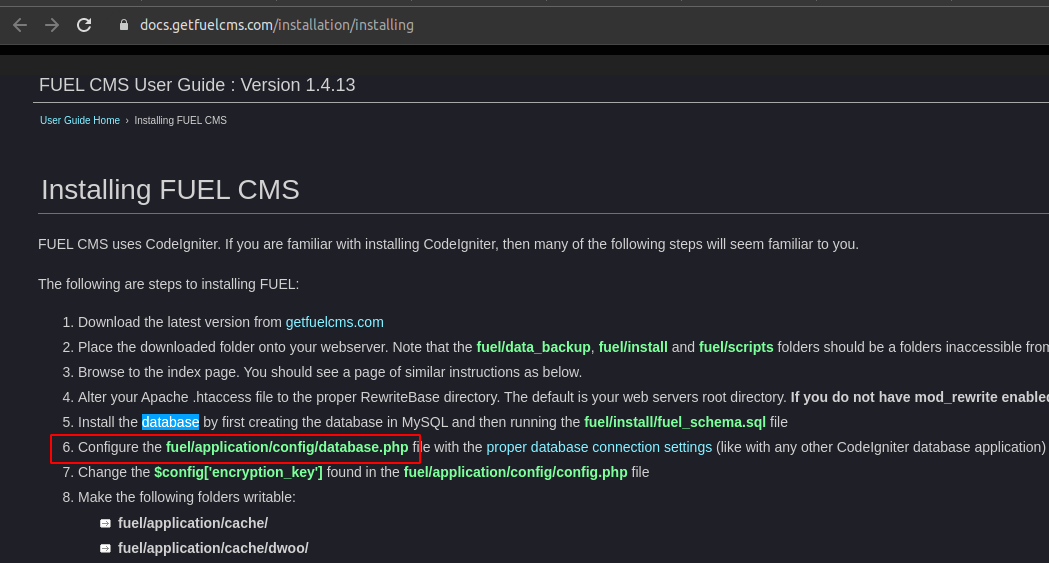 docs.getfuelcms.com/installation/installing
FUEL CMS User Guide : Version 1.4.13
User Guide Home › Installing FUEL CMS
Installing FUEL CMS
FUEL CMS uses CodeIgniter. If you are familiar with installing CodeIgniter, then many of the following steps will seem familiar to you.
The following are steps to installing FUEL:
1. Download the latest version from getfuelcms.com
2. Place the downloaded folder onto your webserver. Note that the fuel/data_backup, fuel/install and fuel/scripts folders should be a folders inaccessible from
3. Browse to the index page. You should see a page of similar instructions as below.
4. Alter your Apache .htaccess file to the proper RewriteBase directory. The default is your web servers root directory. If you do not have mod_rewrite enabled
5. Install the database by first creating the database in MySQL and then running the fuel/install/fuel_schema.sql file
6. Configure the fuel/application/config/database.php file with the proper database connection settings (like with any other CodeIgniter database application)
7. Change the $config['encryption_key'] found in the fuel/application/config/config.php file
8. Make the following folders writable:
fuel/application/cache/
fuel/application/cache/dwoo/